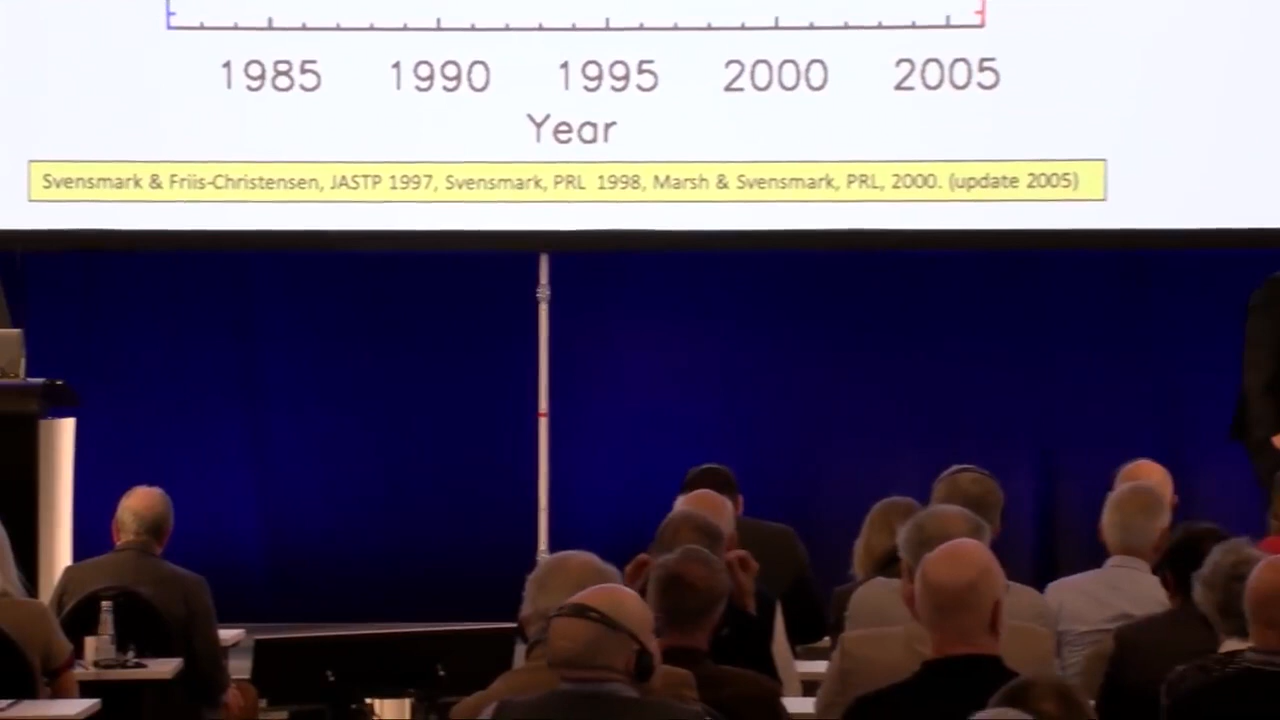 1985 1990 1995 2000 2005
Year
Svensmark & Friis-Christensen, JASTP 1997, Svensmark, PRL 1998, Marsh & Svensmark, PRL, 2000. (update 2005)